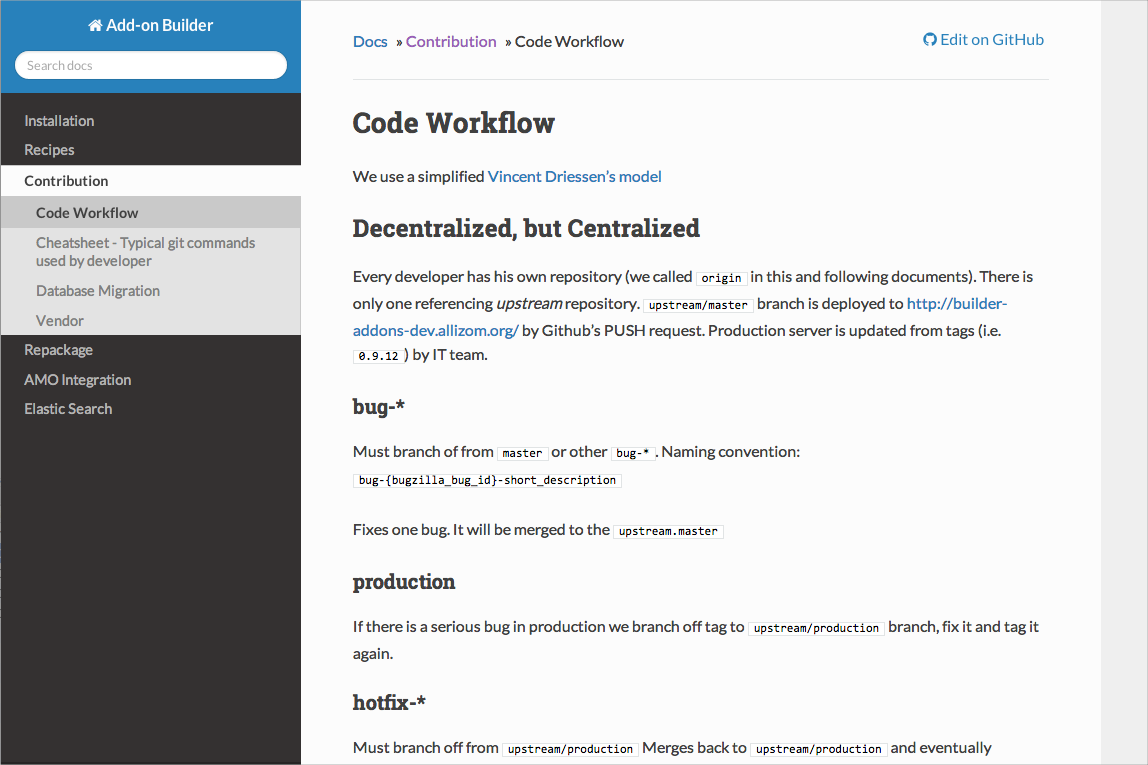 Add-on Builder
Search docs
Installation
Recipes
Contribution
Code Workflow
Cheatsheet - Typical git commands
used by developer
Database Migration
Vendor
Repackage
AMO Integration
Elastic Search
Docs » Contribution » Code Workflow
Edit on GitHub
Code Workflow
We use a simplified Vincent Driessen's model
Decentralized, but Centralized
Every developer has his own repository (we called origin in this and following documents). There is
only one referencing upstream repository. upstream/master branch is deployed to http://builder-
addons-dev.allizom.org/ by Github's PUSH request. Production server is updated from tags (i.e.
0.9.12 ) by IT team.
bug-*
Must branch of from master or other bug-* . Naming convention:
bug-{bugzilla_bug_id}-short_description
Fixes one bug. It will be merged to the upstream.master
production
If there is a serious bug in production we branch off tag to upstream/production branch, fix it and tag it
again.
hotfix-*
Must branch off from upstream/production Merges back to upstream/production and eventually